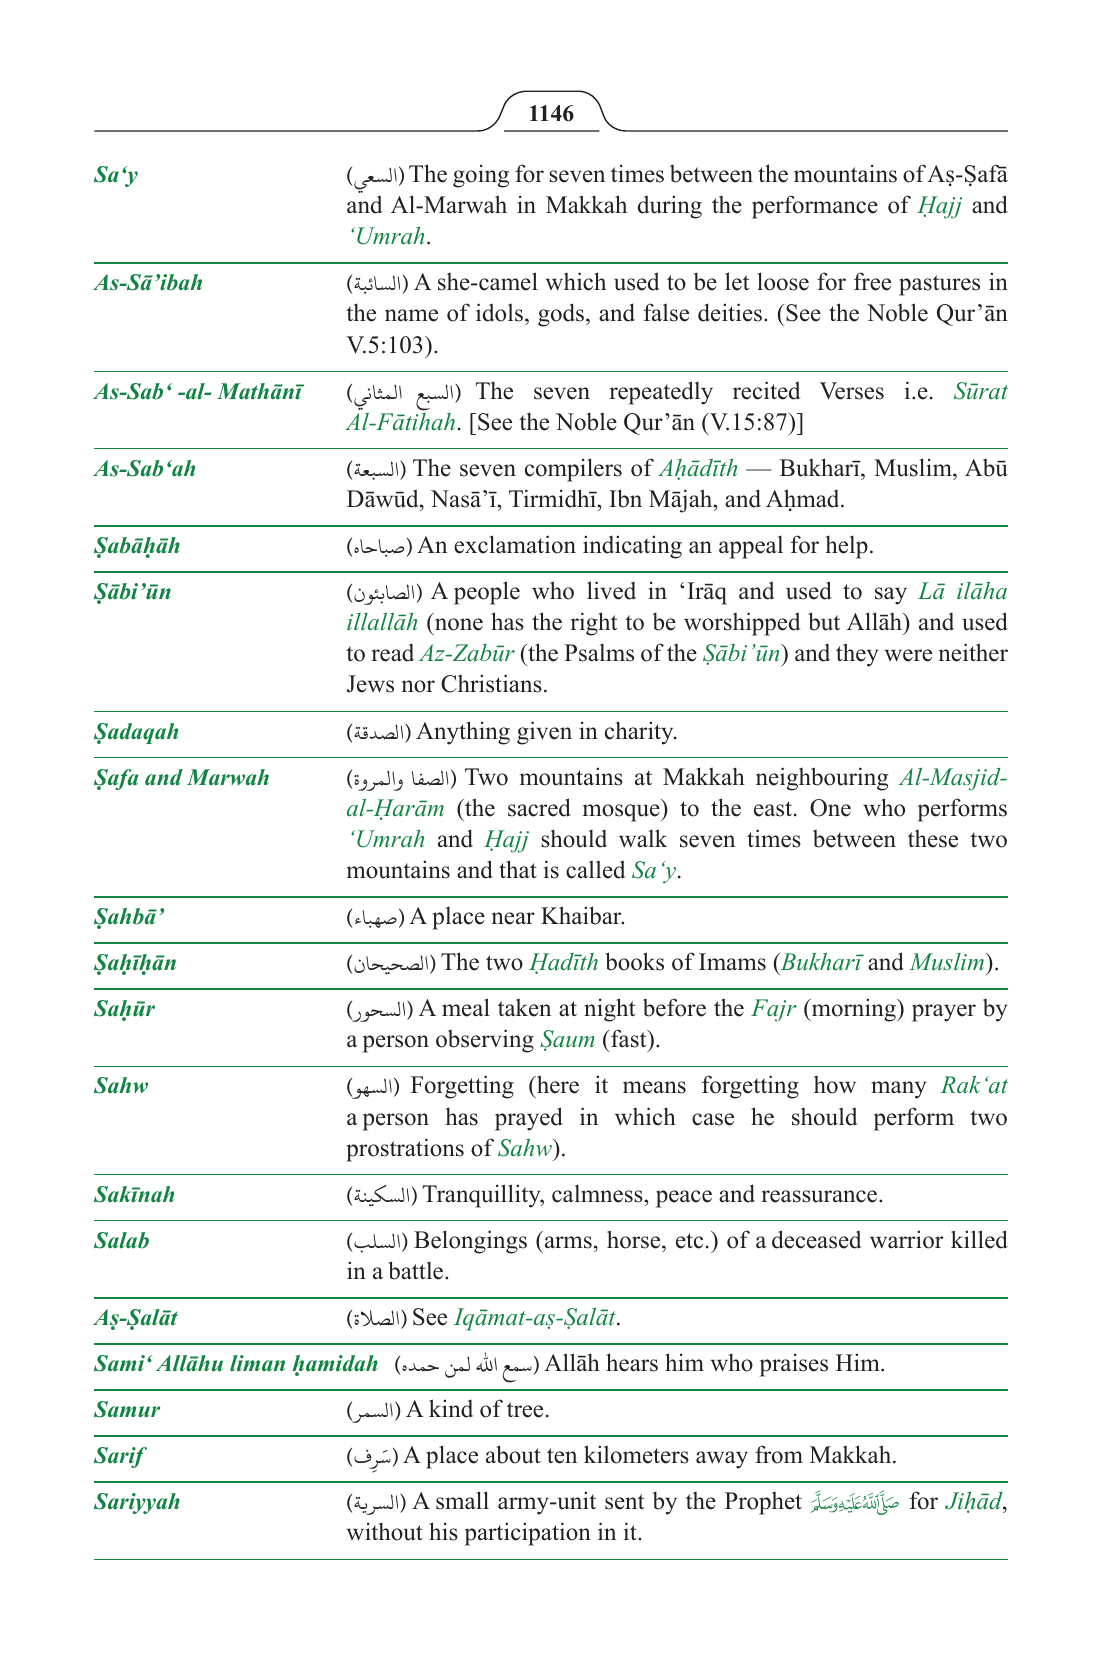 1146
Sa‘y (السعي) The going for seven times between the mountains of Aṣ-Ṣafā
and Al-Marwah in Makkah during the performance of Ḥajj and
‘Umrah.
As-Sā’ibah (السائبة) A she-camel which used to be let loose for free pastures in
the name of idols, gods, and false deities. (See the Noble Qur’ān
V.5:103).
As-Sab‘ -al- Mathānī (السبع المثاني) The seven repeatedly recited Verses i.e. Sūrat
Al-Fātihah. [See the Noble Qur’ān (V.15:87)]
As-Sab‘ah (السبعة) The seven compilers of Aḥādīth — Bukharī, Muslim, Abū
Dāwūd, Nasā’ī, Tirmidhī, Ibn Mājah, and Aḥmad.
Ṣabāḥāh (صباحاه) An exclamation indicating an appeal for help.
Ṣābi’ūn (الصابئون) A people who lived in ‘Irāq and used to say Lā ilāha
illallāh (none has the right to be worshipped but Allāh) and used
to read Az-Zabūr (the Psalms of the Ṣābi’ūn) and they were neither
Jews nor Christians.
Ṣadaqah (الصدقة) Anything given in charity.
Ṣafa and Marwah (الصفا والمروة) Two mountains at Makkah neighbouring Al-Masjid-
al-Ḥarām (the sacred mosque) to the east. One who performs
‘Umrah and Ḥajj should walk seven times between these two
mountains and that is called Sa‘y.
Ṣahbā’ (صهباء) A place near Khaibar.
Ṣaḥīḥān (الصحيحان) The two Ḥadīth books of Imams (Bukharī and Muslim).
Saḥūr (السحور) A meal taken at night before the Fajr (morning) prayer by
a person observing Ṣaum (fast).
Sahw (السهو) Forgetting (here it means forgetting how many Rak‘at
a person has prayed in which case he should perform two
prostrations of Sahw).
Sakīnah (السكينة) Tranquillity, calmness, peace and reassurance.
Salab (السلب) Belongings (arms, horse, etc.) of a deceased warrior killed
in a battle.
Aṣ-Ṣalāt (الصلاة) See Iqāmat-aṣ-Ṣalāt.
Sami‘ Allāhu liman ḥamidah (سمع الله لمن حمده) Allāh hears him who praises Him.
Samur (السمر) A kind of tree.
Sarif (سَرِف) A place about ten kilometers away from Makkah.
Sariyyah (السرية) A small army-unit sent by the Prophet ﷺ for Jiḥād,
without his participation in it.